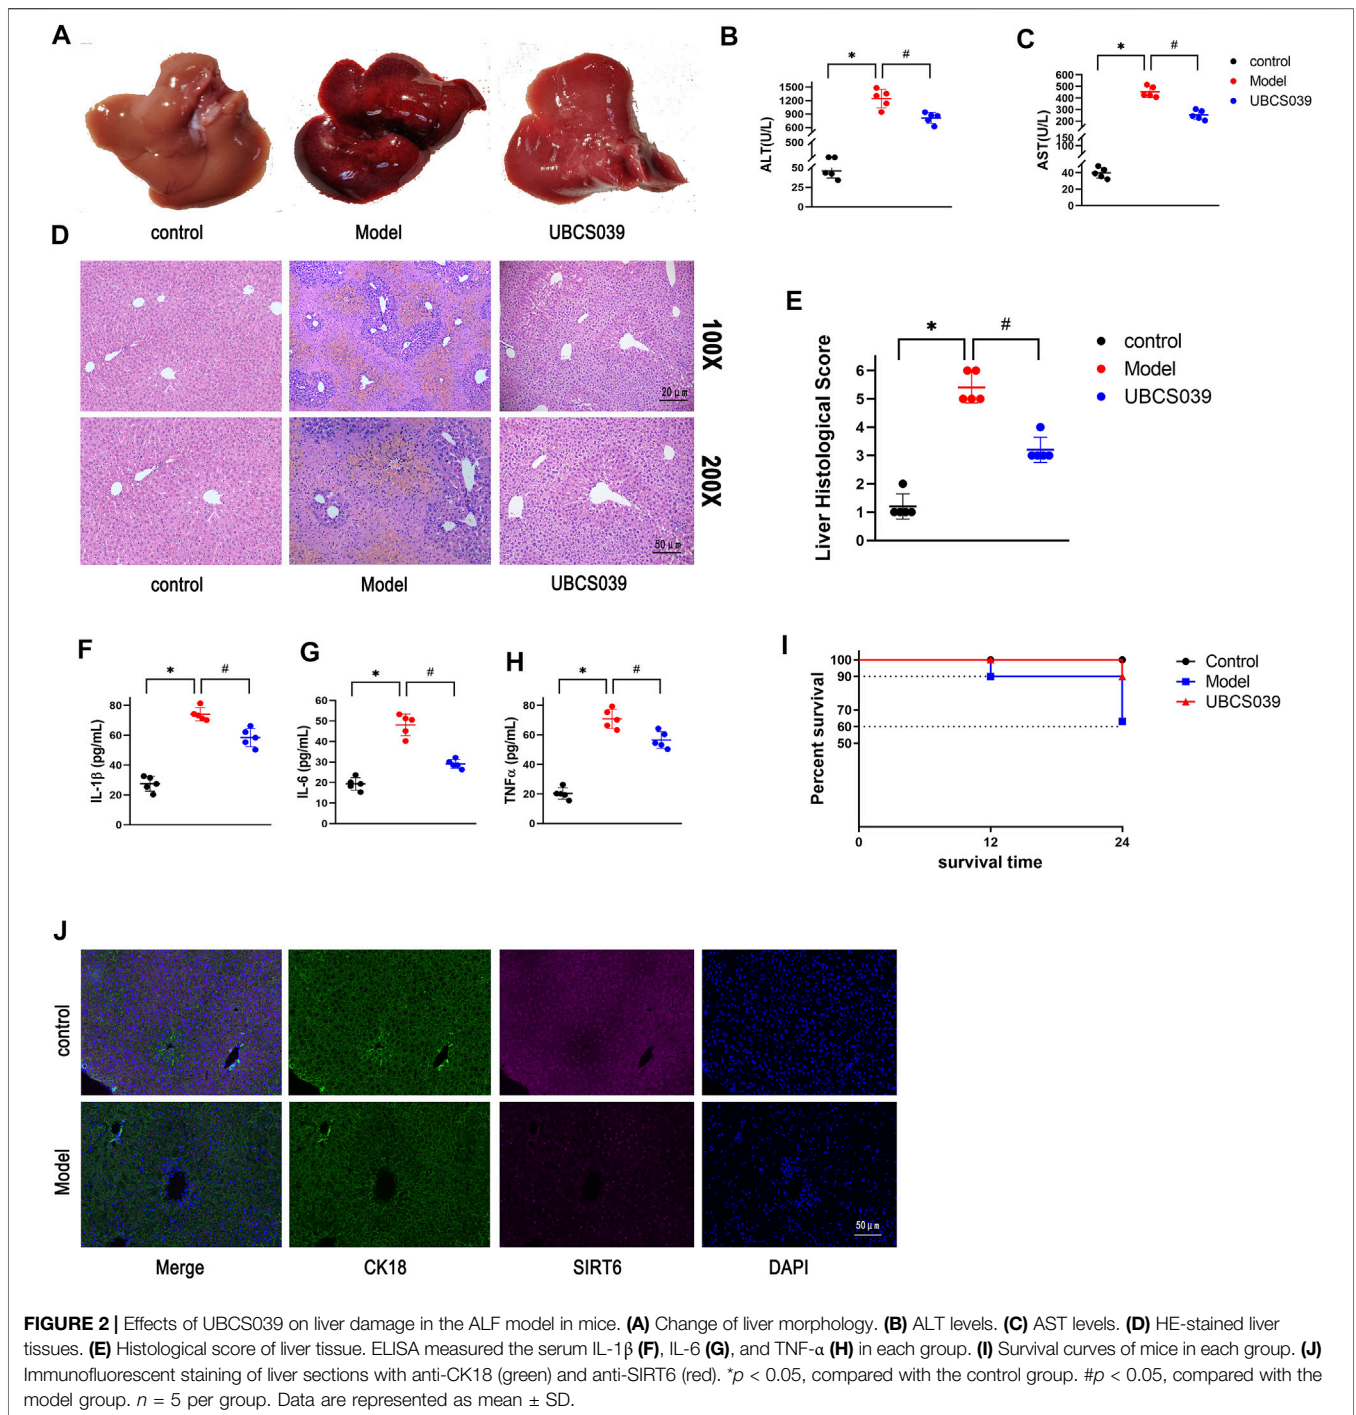 A
control
Model
UBCS039
B
*
#
ALT(U/L)
1500
1200
900
600
500
50
25
0
C
*
#
AST(U/L)
600
500
400
300
200
150
100
40
20
0
control
Model
UBCS039
D
100X
20 μm
200X
50 μm
control
Model
UBCS039
E
*
#
Liver Histological Score
6
5
4
3
2
1
0
control
Model
UBCS039
F
*
#
IL-1β (pg/mL)
80
60
40
20
0
G
*
#
IL-6 (pg/mL)
60
50
40
30
20
10
0
H
*
#
TNFα (pg/mL)
80
60
40
20
0
I
Percent survival
100
90
60
50
0
12
24
survival time
Control
Model
UBCS039
J
control
Model
50 μm
Merge
CK18
SIRT6
DAPI
FIGURE 2 | Effects of UBCS039 on liver damage in the ALF model in mice. (A) Change of liver morphology. (B) ALT levels. (C) AST levels. (D) HE-stained liver
tissues. (E) Histological score of liver tissue. ELISA measured the serum IL-1β (F), IL-6 (G), and TNF-α (H) in each group. (I) Survival curves of mice in each group. (J)
Immunofluorescent staining of liver sections with anti-CK18 (green) and anti-SIRT6 (red). *p < 0.05, compared with the control group. #p < 0.05, compared with the
model group. n = 5 per group. Data are represented as mean ± SD.